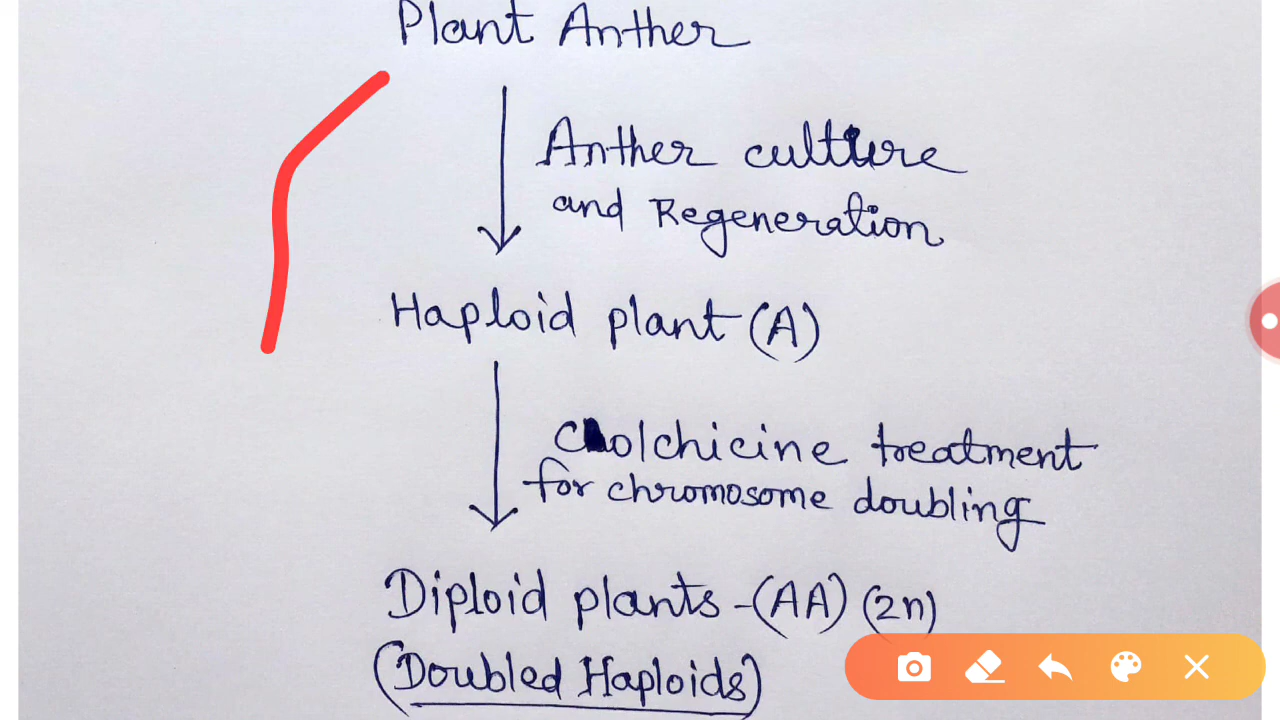 Plant Anther
Anther culture
and Regeneration
Haploid plant (A)
Colchicine treatment
for chromosome doubling
Diploid plants -(AA) (2n)
(Doubled Haploids)